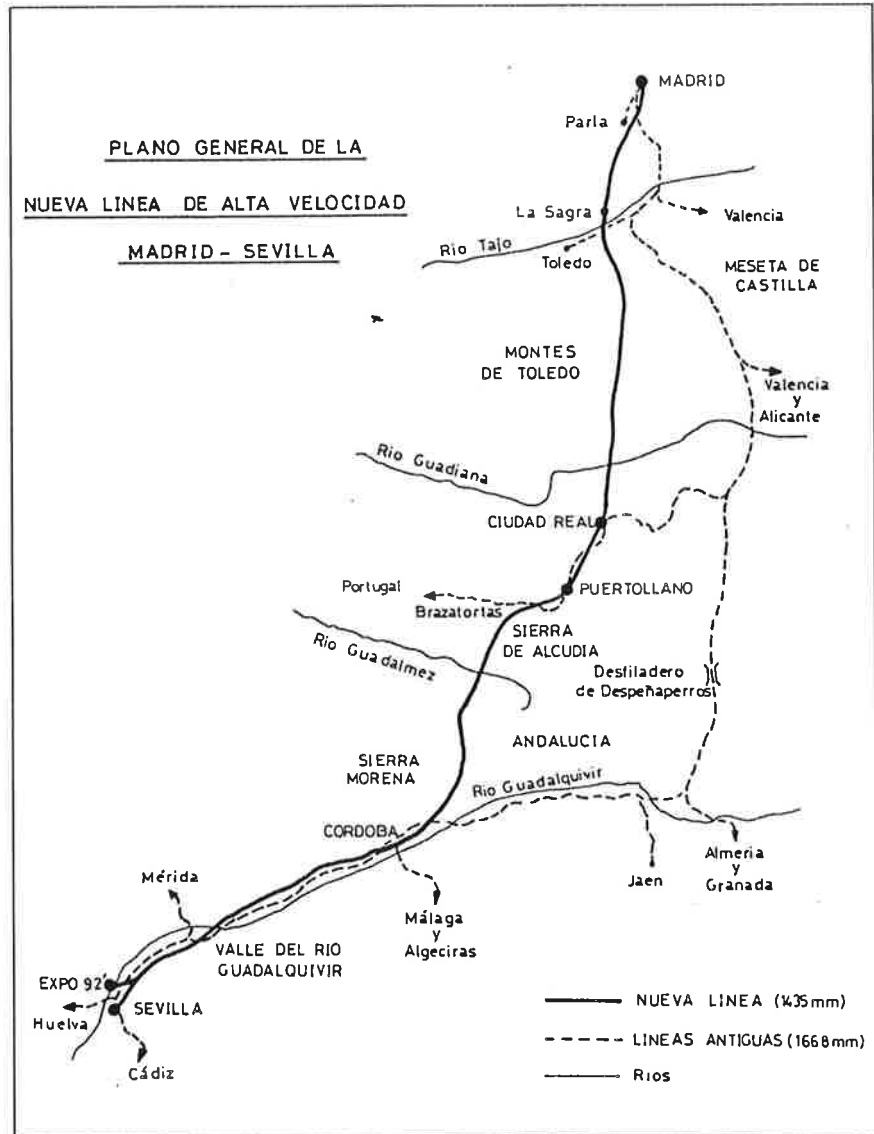 PLANO GENERAL DE LA
NUEVA LINEA DE ALTA VELOCIDAD
MADRID - SEVILLA
MADRID
Parla
La Sagra
Valencia
Rio Tajo
Toledo
MESETA DE
CASTILLA
MONTES
DE TOLEDO
Valencia
y
Alicante
Rio Guadiana
CIUDAD REAL
Portugal
Brazatortas
PUERTOLLANO
SIERRA
DE ALCUDIA
Rio Guadalmez
Desfiladero
de Despeñaperros
ANDALUCIA
SIERRA
MORENA
Rio Guadalquivir
CORDOBA
Mérida
Málaga
y
Algeciras
Jaen
Almeria
y
Granada
VALLE DEL RIO
GUADALQUIVIR
EXPO 92'
SEVILLA
Huelva
Cádiz
NUEVA LINEA (1435mm)
LINEAS ANTIGUAS (1668mm)
RIOS